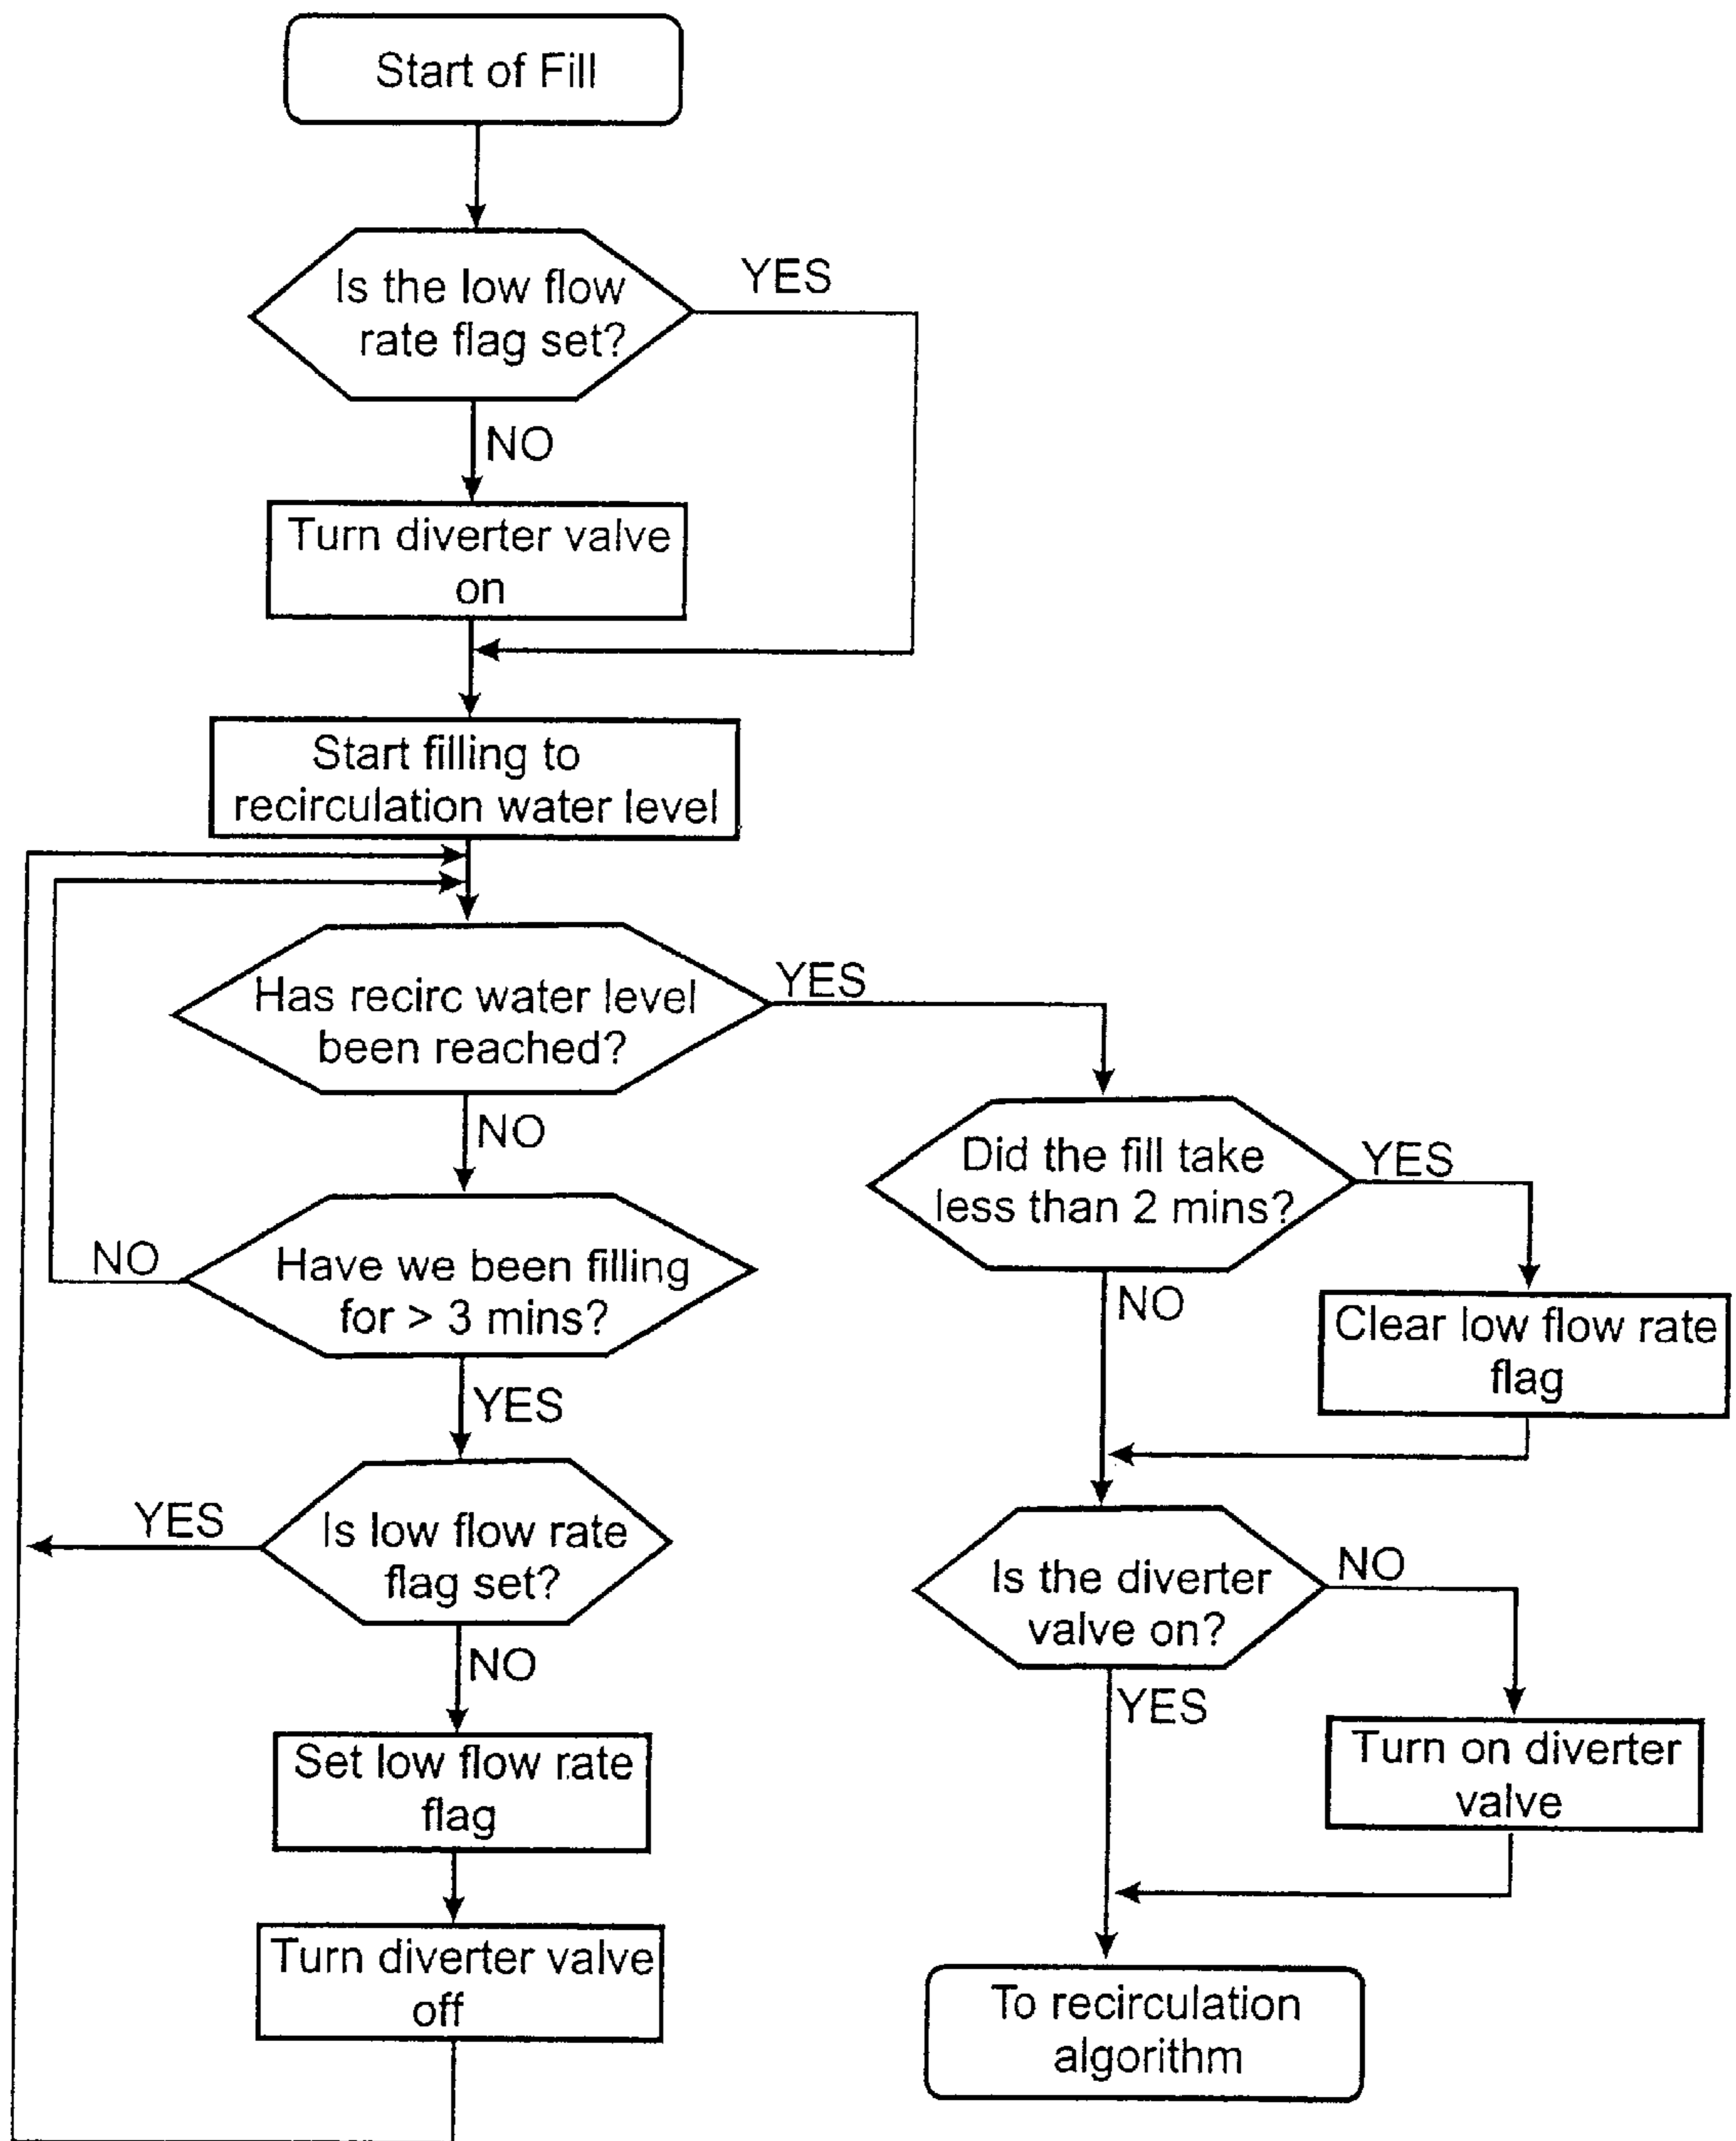 Start of Fill
Is the low flow
rate flag set?
YES
NO
Turn diverter valve
on
Start filling to
recirculation water level
Has recirc water level
been reached?
YES
NO
Have we been filling
for > 3 mins?
NO
YES
Is low flow rate
flag set?
YES
NO
Set low flow rate
flag
Turn diverter valve
off
Did the fill take
less than 2 mins?
YES
NO
Clear low flow rate
flag
Is the diverter
valve on?
NO
YES
Turn on diverter
valve
To recirculation
algorithm